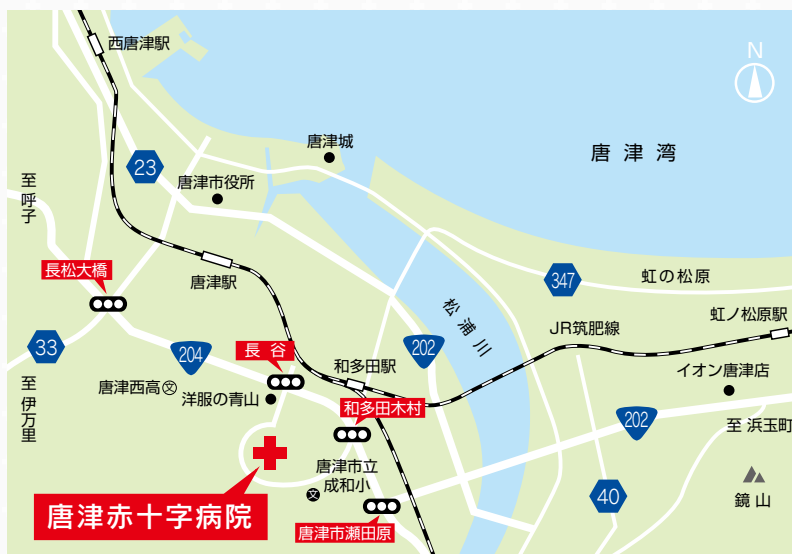 西唐津駅
N
唐津城
唐津湾
23
唐津市役所
至呼子
長松大橋
唐津駅
347
虹の松原
松浦川
JR筑肥線
虹ノ松原駅
33
204
長谷
和多田駅
202
イオン唐津店
唐津西高
文
洋服の青山
和多田木村
至伊万里
202
至浜玉町
唐津市立
成和小
文
40
鏡山
唐津赤十字病院
唐津市瀬田原